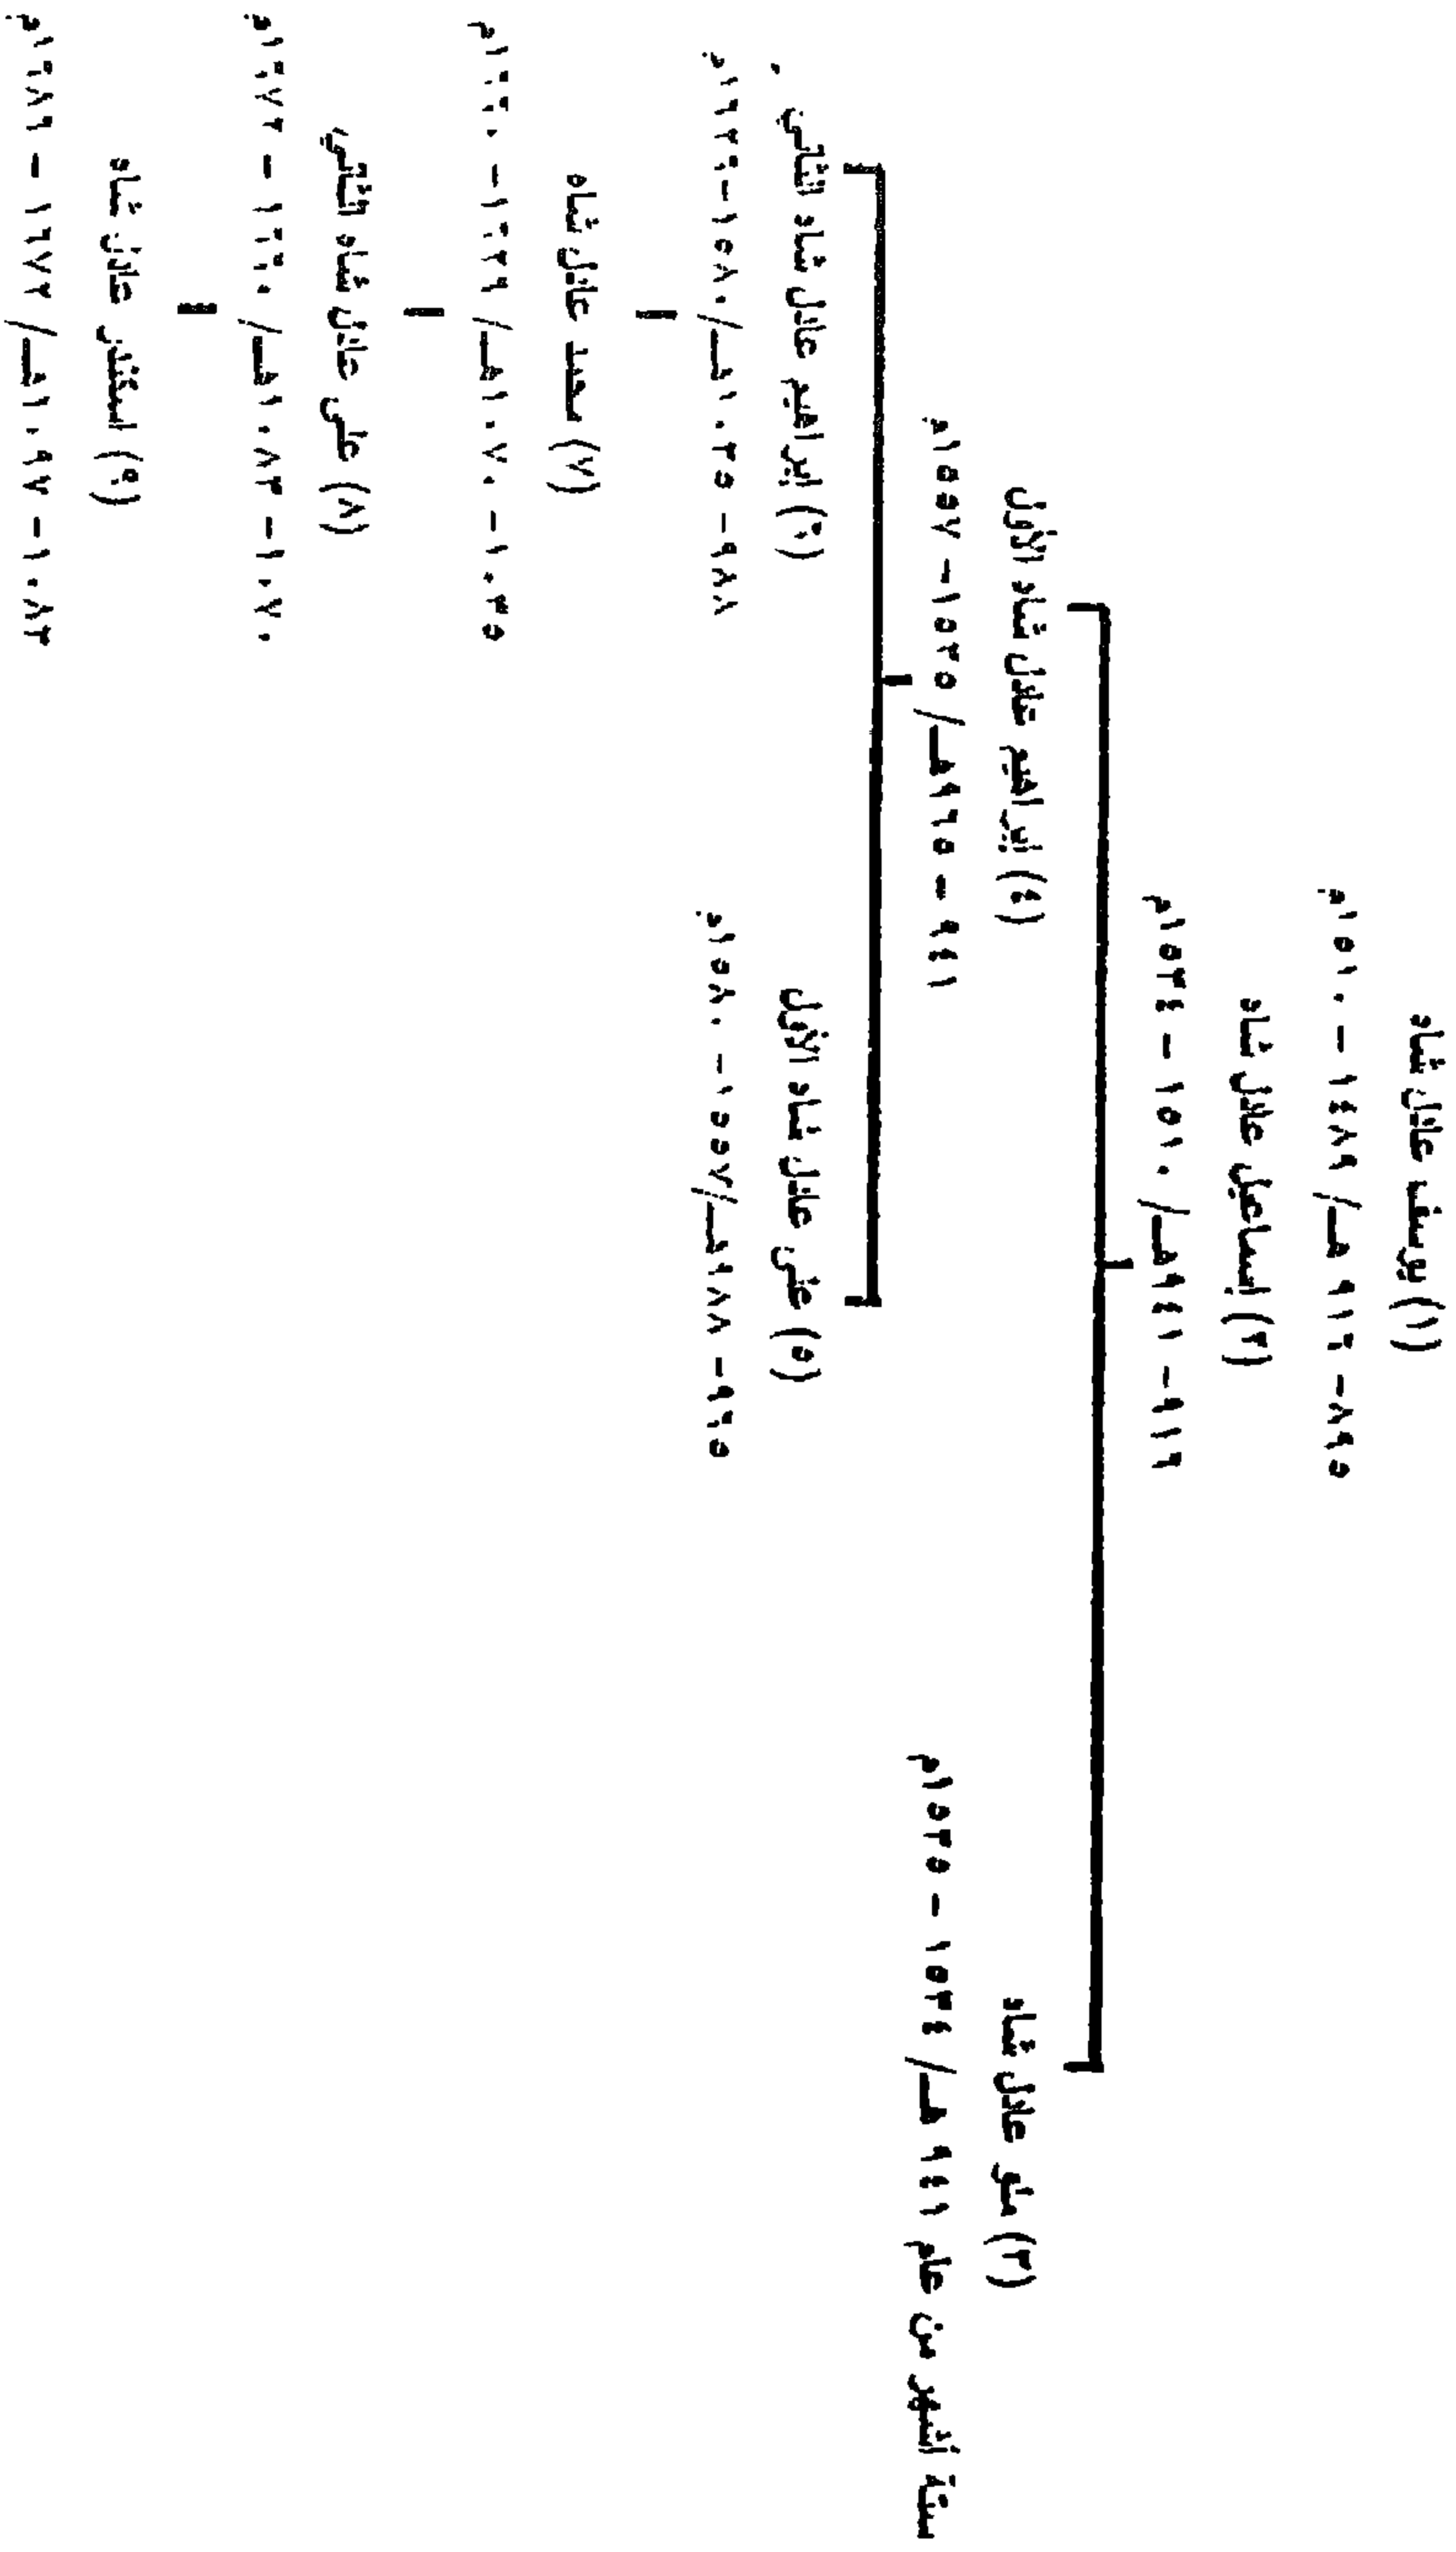 (١) يوسف عادل شاه
٨٩٥ - ٩١٦ هـ / ١٤٨٩ - ١٥١٠م
(٢) إسماعيل عادل شاه
٩١٦ - ٩٤١هـ / ١٥١٠ - ١٥٣٤م
(٣) ملو عادل شاه
ستة أشهر من عام ٩٤١ هـ / ١٥٣٤ - ١٥٣٥م
(٤) إبراهيم عادل شاه الأول
٩٤١ - ٩٦٥هـ / ١٥٣٥ - ١٥٥٧م
(٥) على عادل شاه الأول
٩٦٥ - ٩٨٨هـ/١٥٥٧ - ١٥٨٠م
(٦) ابراهيم عادل شاه الثاني
٩٨٨ - ١٠٣٥هـ/ ١٥٨٠-١٦٢٦م
(٧) محمد عادل شاه
١٠٣٥ - ١٠٧٠هـ/ ١٦٢٦ - ١٦٦٠م
(٨) على عادل شاه الثاني
١٠٧٠ - ١٠٨٣هـ/ ١٦٦٠ - ١٦٧٢م
(٩) اسكندر عادل شاه
١٠٨٣ - ١٠٩٧هـ/ ١٦٧٢ - ١٦٨٦م